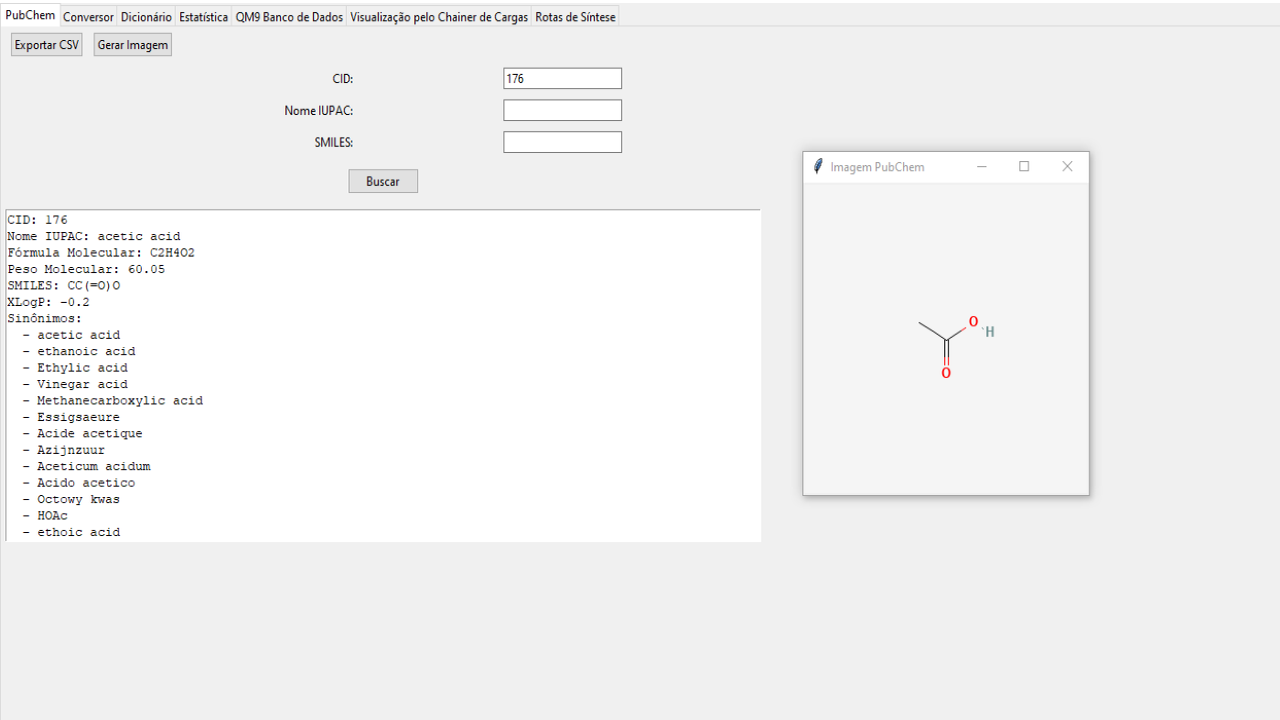 PubChem Conversor Dicionário Estatística QM9 Banco de Dados Visualização pelo Chainer de Cargas Rotas de Síntese
Exportar CSV Gerar Imagem
CID: 176
Nome IUPAC:
SMILES:
Buscar
CID: 176
Nome IUPAC: acetic acid
Fórmula Molecular: C2H4O2
Peso Molecular: 60.05
SMILES: CC(=O)O
XLogP: -0.2
Sinônimos:
- acetic acid
- ethanoic acid
- Ethylic acid
- Vinegar acid
- Methanecarboxylic acid
- Essigsaeure
- Acide acetique
- Azijnzuur
- Aceticum acidum
- Acido acetico
- Octowy kwas
- HOAc
- ethoic acid
Imagem PubChem
O
H
O